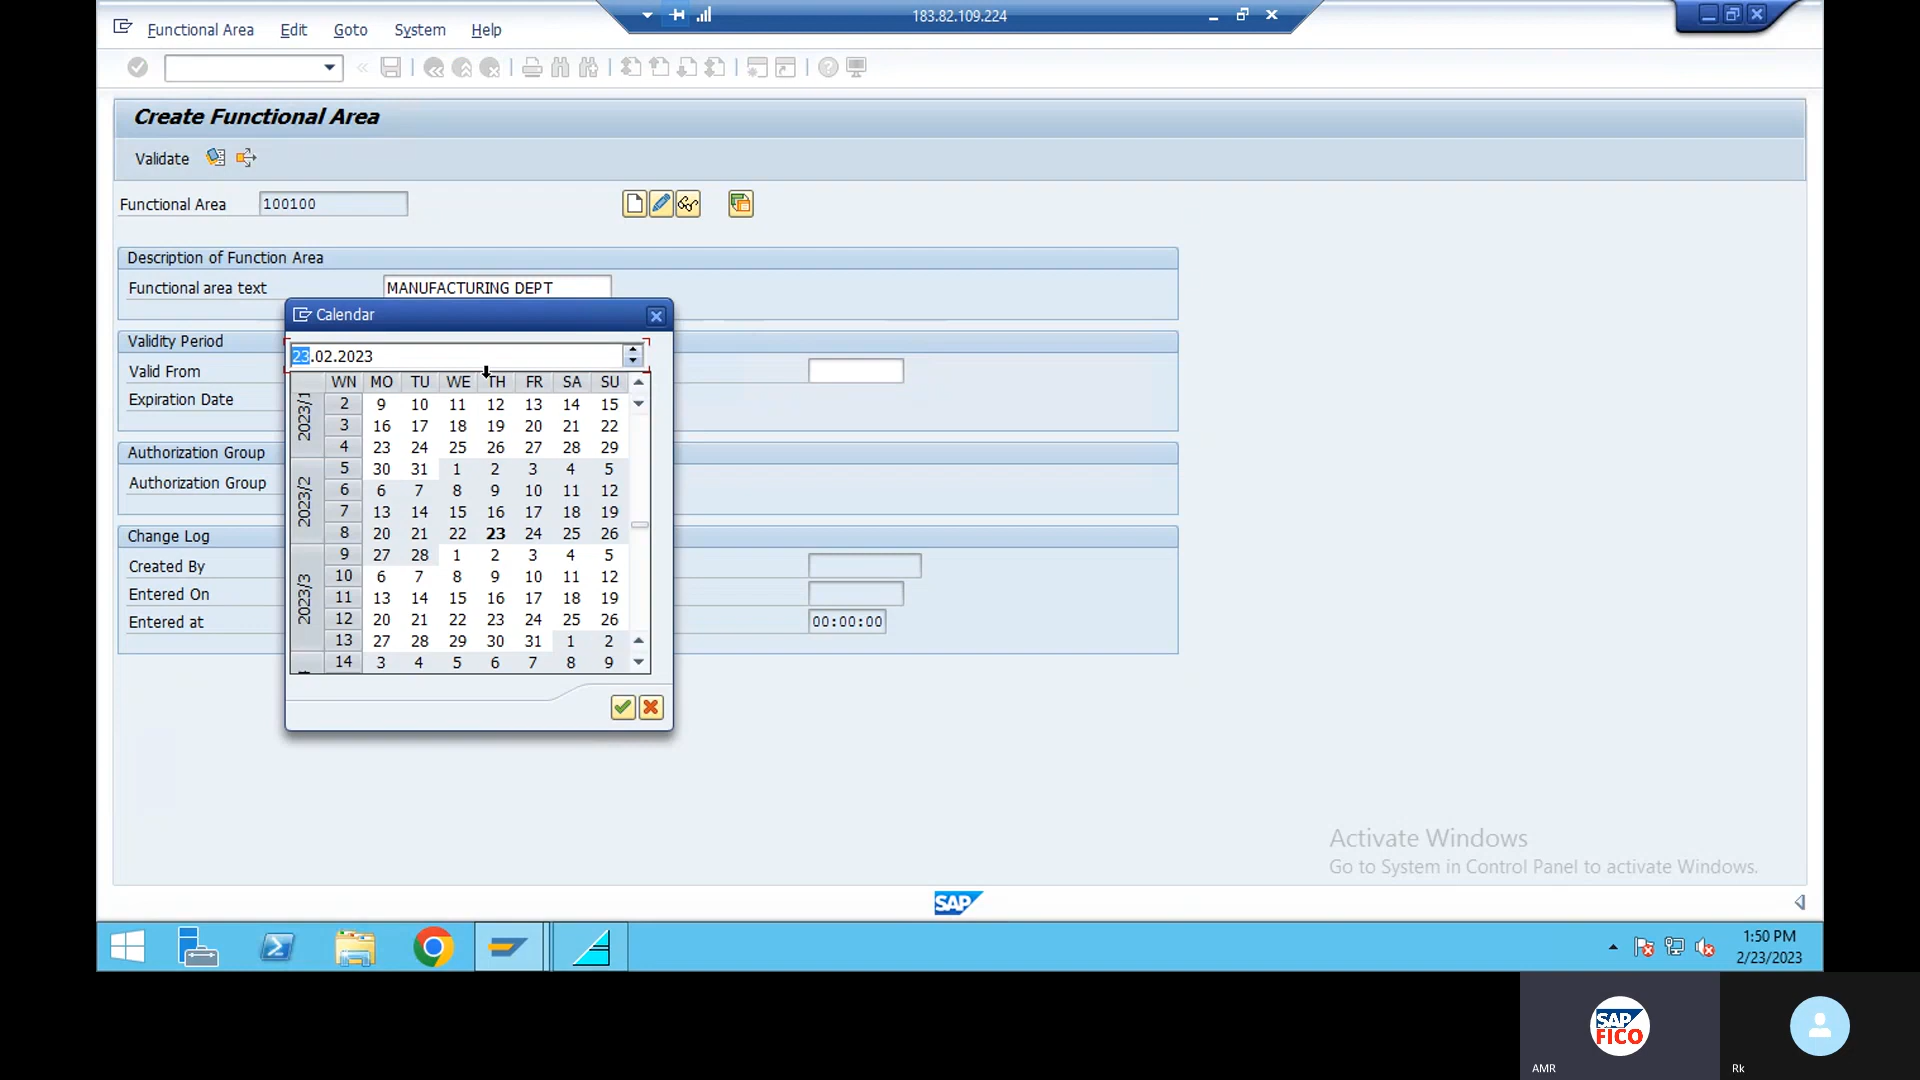 183.82.109.224
Functional Area Edit Goto System Help
Create Functional Area
Validate
Functional Area 100100
Description of Function Area
Functional area text MANUFACTURING DEPT
Calendar
23.02.2023
WN MO TU WE TH FR SA SU
2023/1
2 9 10 11 12 13 14 15
3 16 17 18 19 20 21 22
4 23 24 25 26 27 28 29
5 30 31 1 2 3 4 5
2023/2
6 6 7 8 9 10 11 12
7 13 14 15 16 17 18 19
8 20 21 22 23 24 25 26
9 27 28 1 2 3 4 5
2023/3
10 6 7 8 9 10 11 12
11 13 14 15 16 17 18 19
12 20 21 22 23 24 25 26
13 27 28 29 30 31 1 2
14 3 4 5 6 7 8 9
Validity Period
Valid From
Expiration Date
Authorization Group
Authorization Group
Change Log
Created By
Entered On
Entered at 00:00:00
Activate Windows
Go to System in Control Panel to activate Windows.
SAP
1:50 PM
2/23/2023
SAP
FICO
AMR
Rk